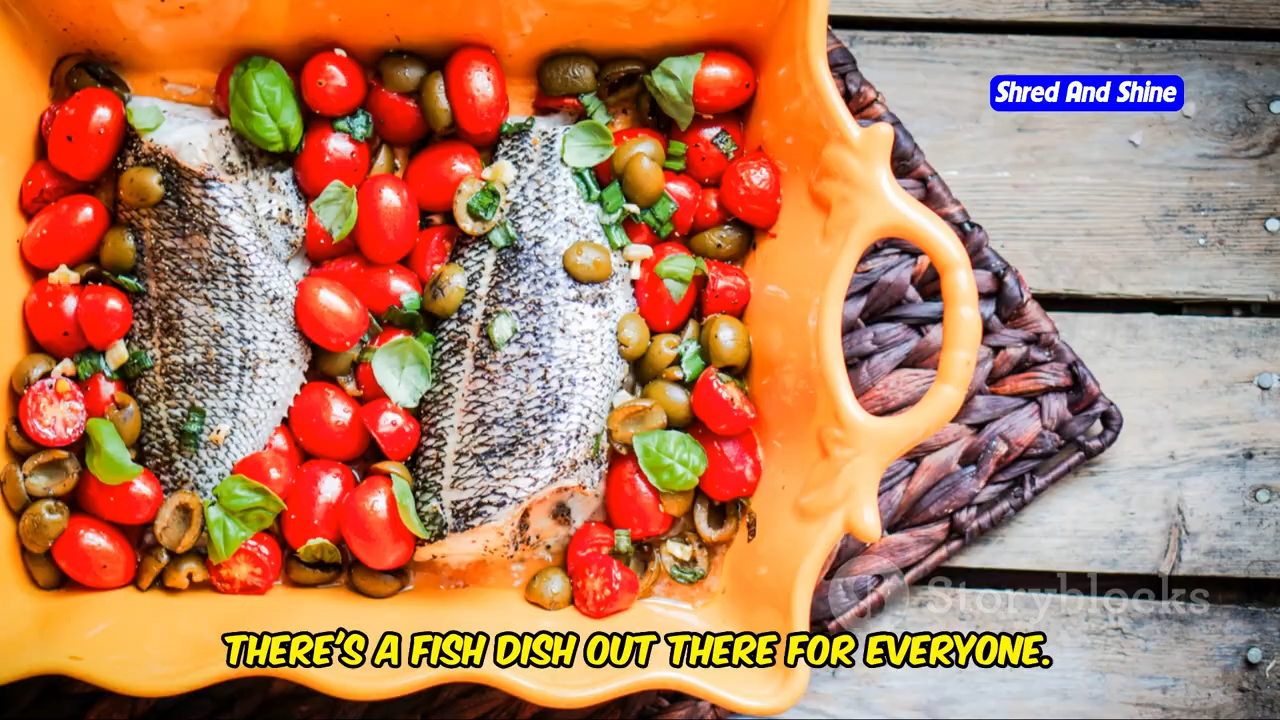 Shred And Shine
Storyblocks
THERE'S A FISH DISH OUT THERE FOR EVERYONE.